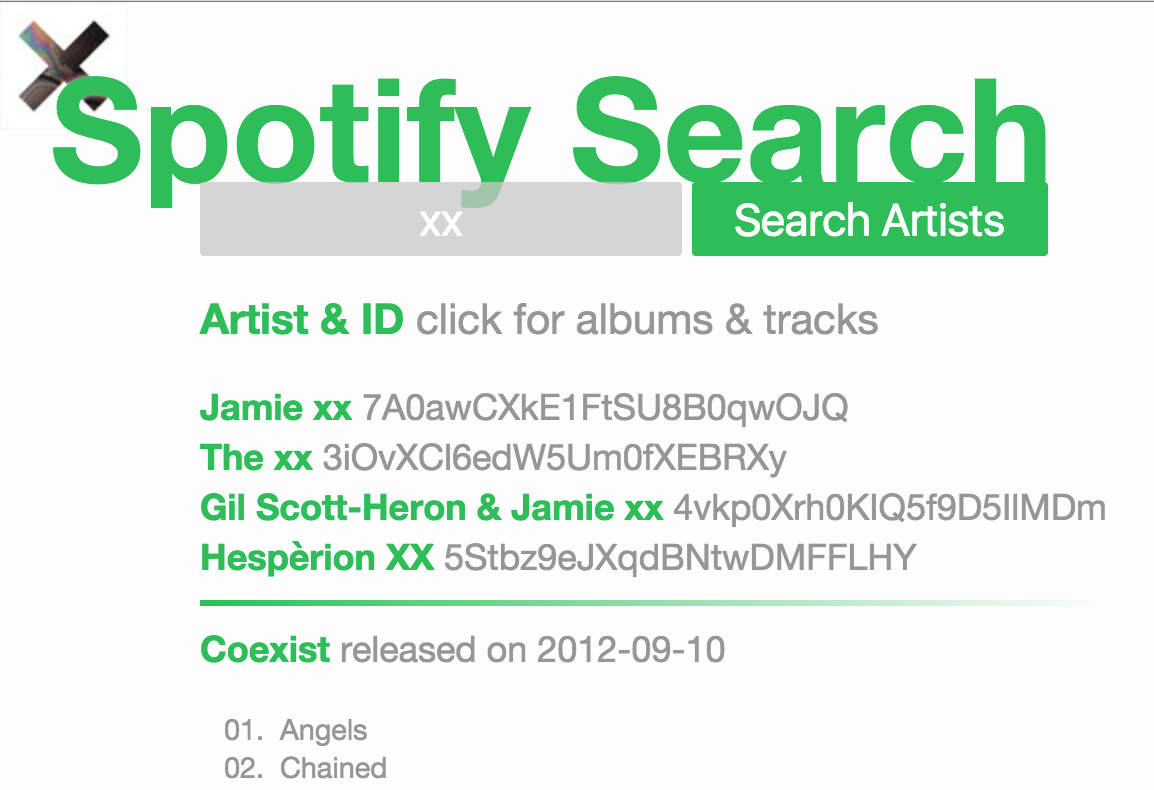 Spotify Search
xx
Search Artists
Artist & ID click for albums & tracks
Jamie xx 7A0awCXkE1FtSU8B0qwOJQ
The xx 3iOvXCl6edW5Um0fXEBRXy
Gil Scott-Heron & Jamie xx 4vkp0Xrh0KIQ5f9D5IIMDm
Hespèrion XX 5Stbz9eJXqdBNtwDMFFLHY
Coexist released on 2012-09-10
01. Angels
02. Chained